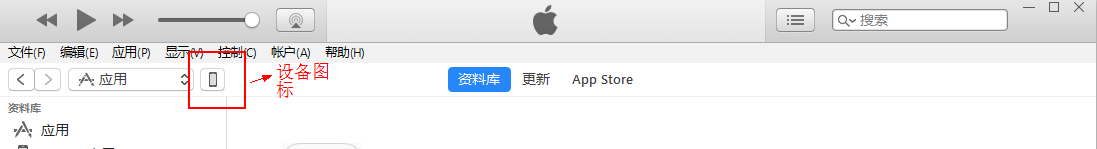 搜索
文件(F) 编辑(E) 应用(P) 显示(V) 控制(C) 帐户(A) 帮助(H)
应用
设备图
标
资料库 更新 App Store
资料库
应用